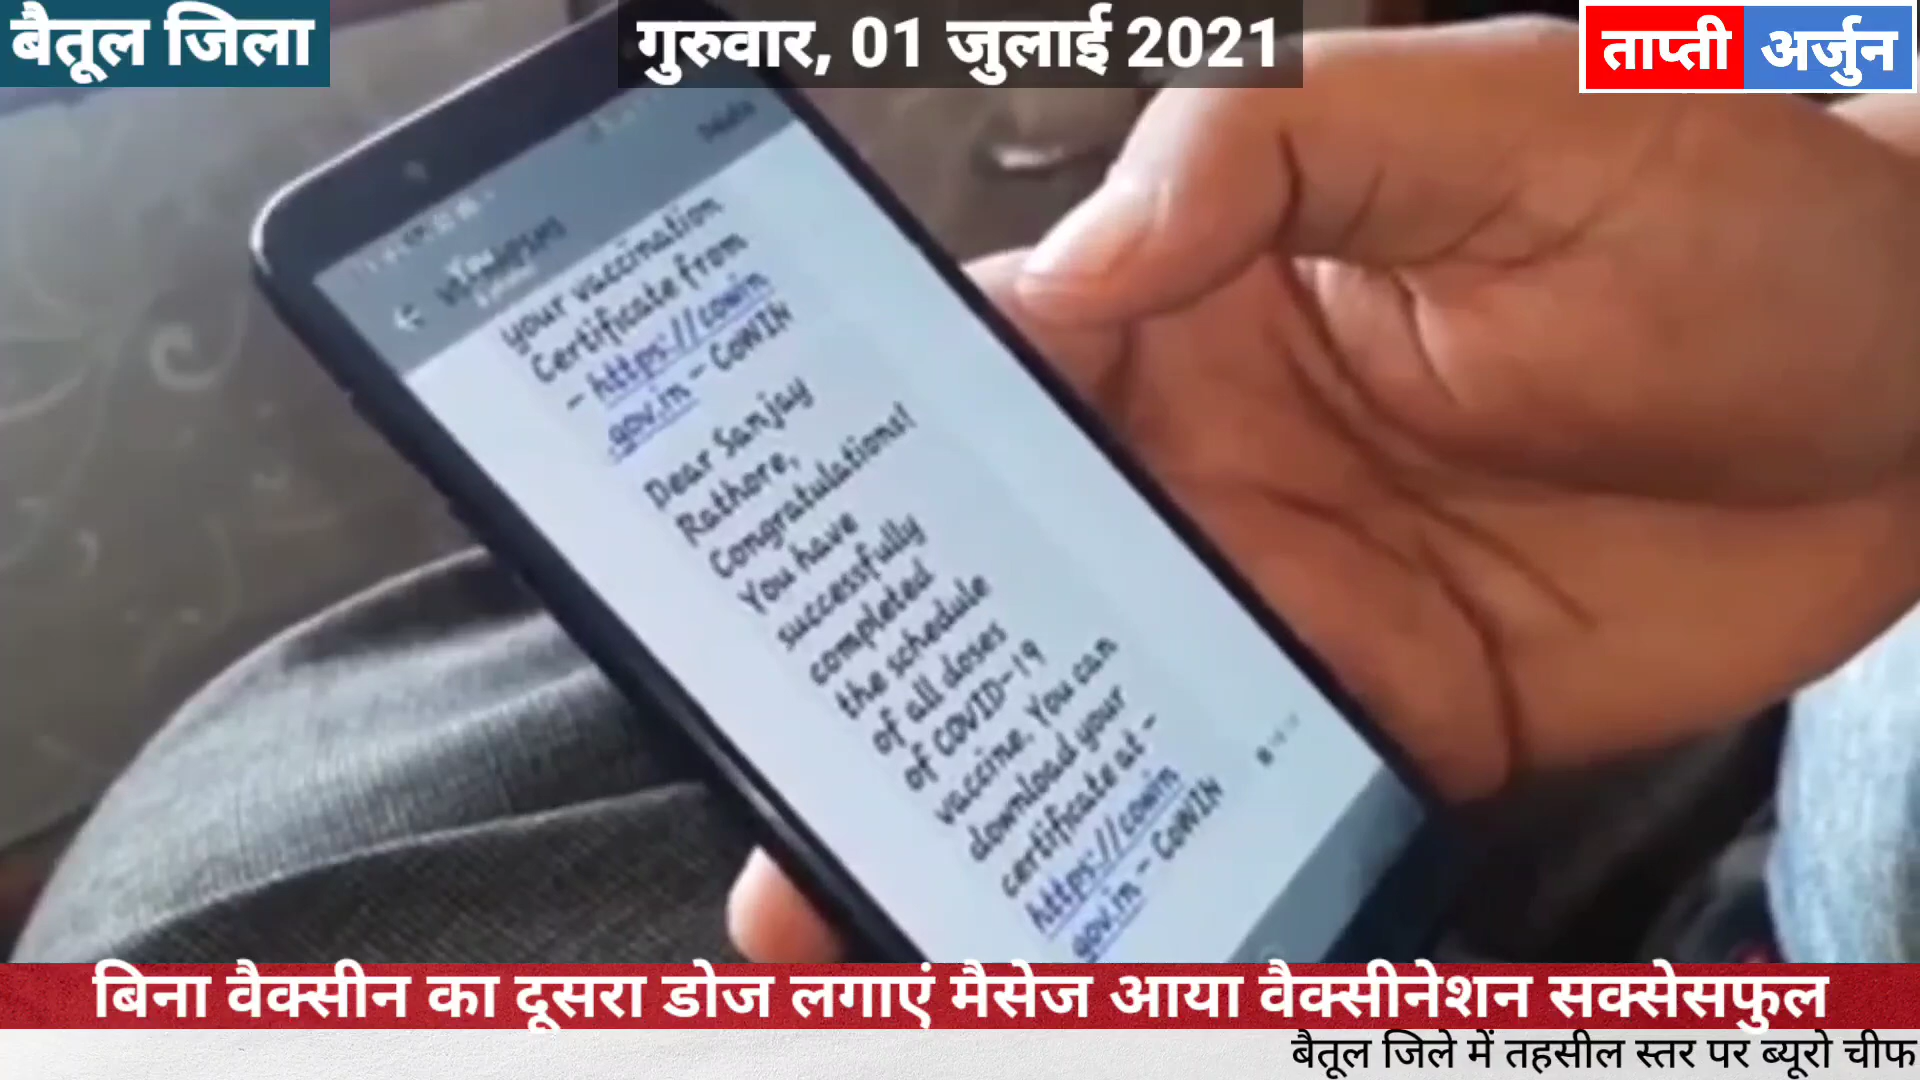 बैतूल जिला
गुरुवार, 01 जुलाई 2021
ताप्ती अर्जुन
your vaccination
Certificate from
- https://cowin
.gov.in - CoWIN
Dear Sanjay
Rathore,
Congratulations!
You have
successfully
completed
the schedule
of all doses
of COVID-19
vaccine. You can
download your
certificate at -
https://cowin
gov.in - CoWIN
बिना वैक्सीन का दूसरा डोज लगाएं मैसेज आया वैक्सीनेशन सक्सेसफुल
बैतूल जिले में तहसील स्तर पर ब्यूरो चीफ